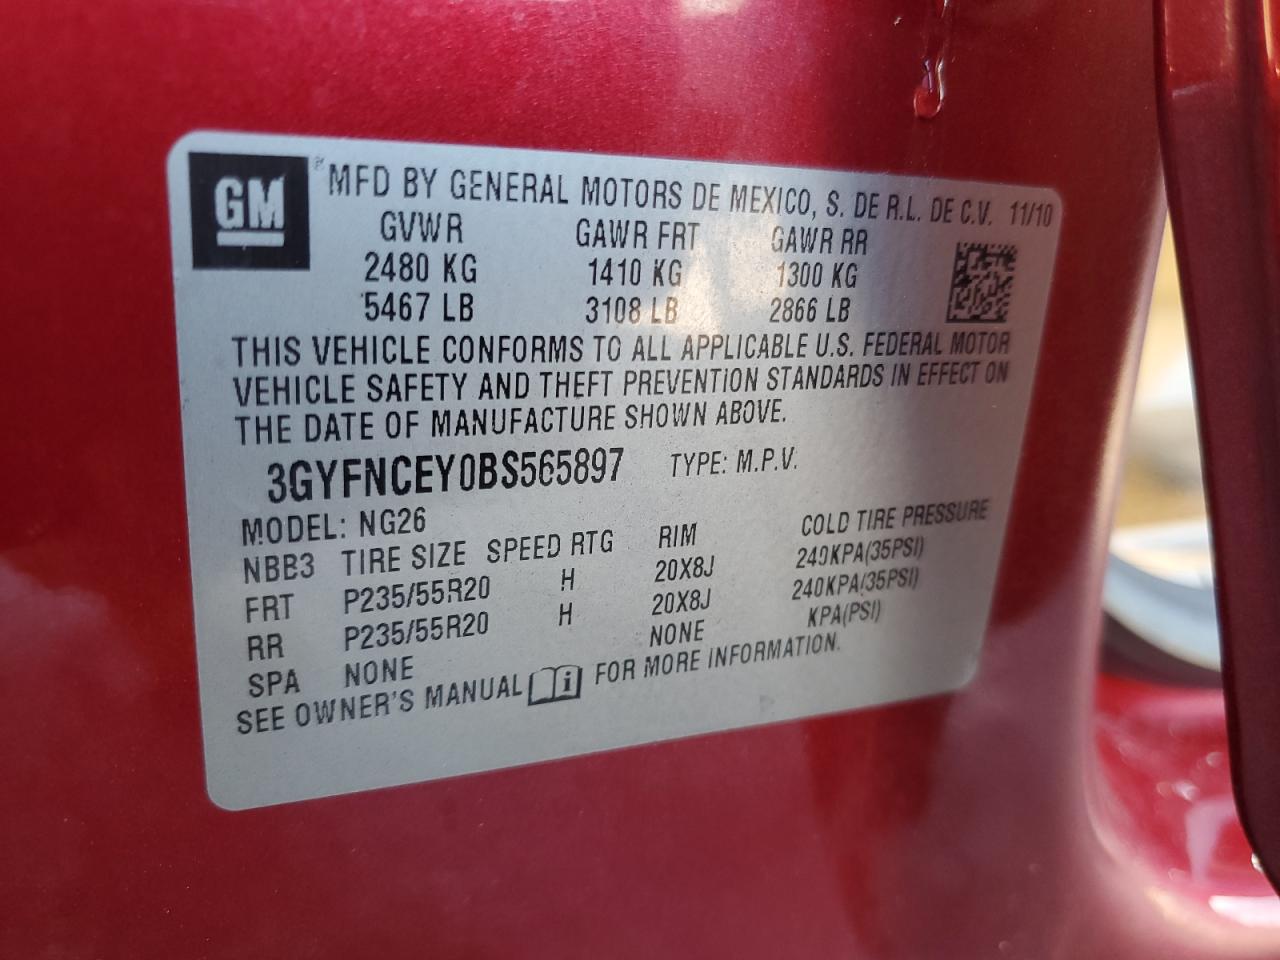 GM MFD BY GENERAL MOTORS DE MEXICO, S. DE R.L. DE C.V. 11/10
GVWR GAWR FRT GAWR RR
2480 KG 1410 KG 1300 KG
5467 LB 3108 LB 2866 LB
THIS VEHICLE CONFORMS TO ALL APPLICABLE U.S. FEDERAL MOTOR
VEHICLE SAFETY AND THEFT PREVENTION STANDARDS IN EFFECT ON
THE DATE OF MANUFACTURE SHOWN ABOVE.
3GYFNCEY0BS565897 TYPE: M.P.V.
MODEL: NG26
NBB3 TIRE SIZE SPEED RTG RIM COLD TIRE PRESSURE
FRT P235/55R20 H 20X8J 240KPA(35PSI)
RR P235/55R20 H 20X8J 240KPA(35PSI)
SPA NONE NONE KPA(PSI)
SEE OWNER'S MANUAL i FOR MORE INFORMATION.